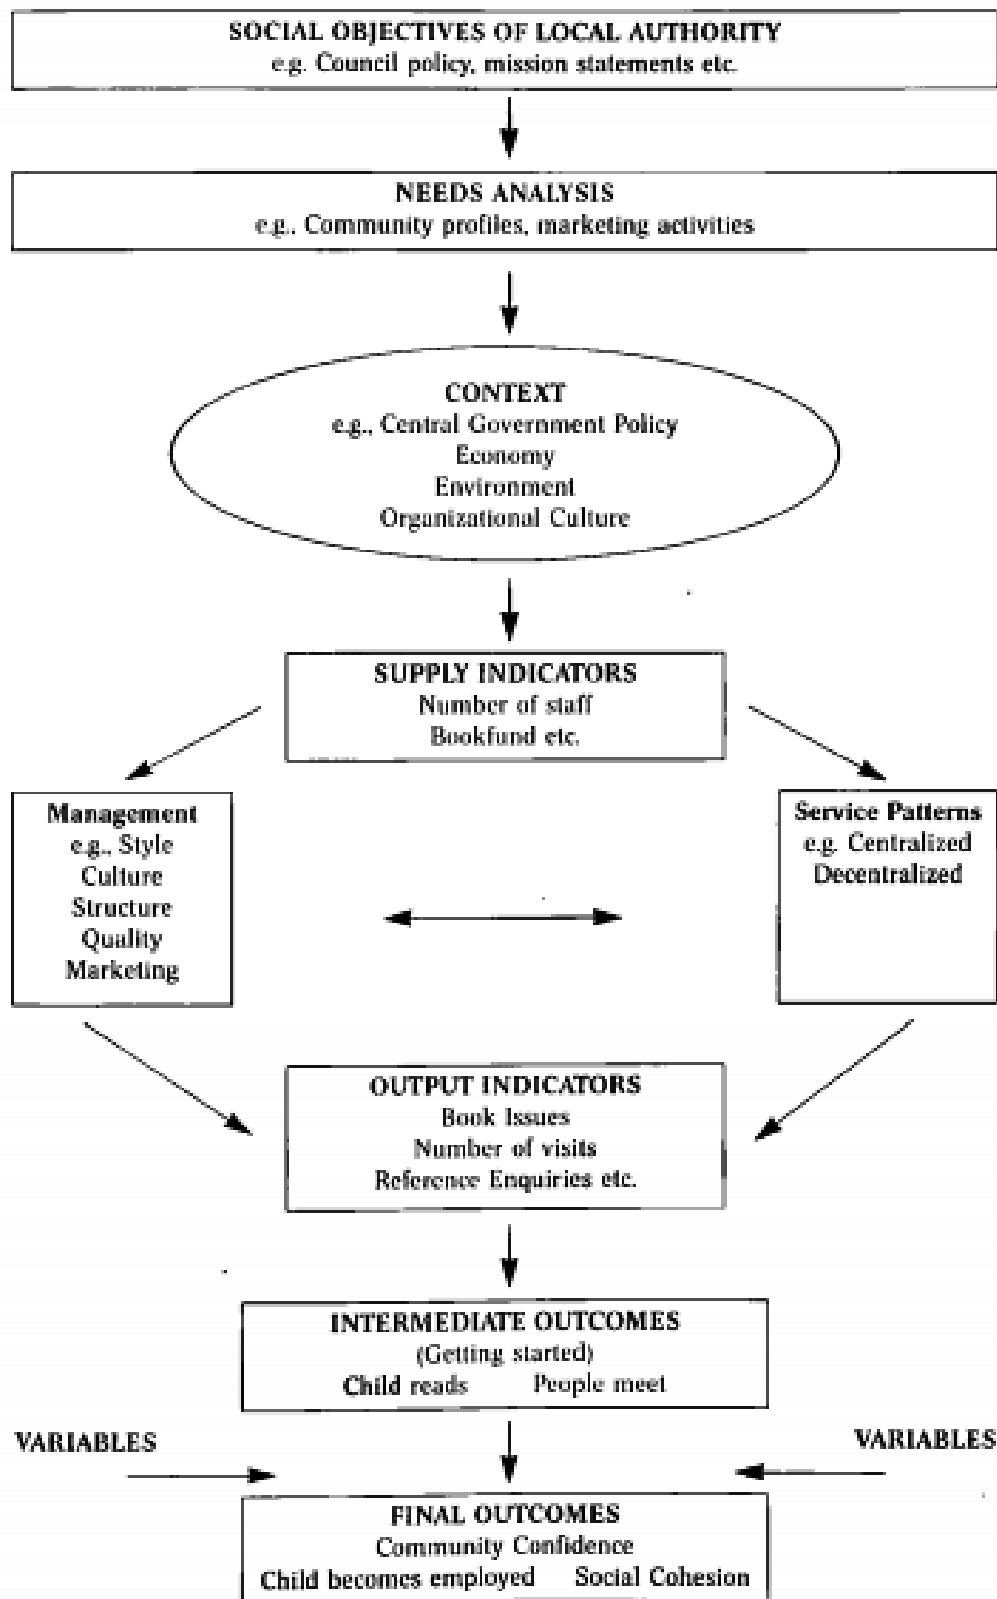 SOCIAL OBJECTIVES OF LOCAL AUTHORITY
e.g. Council policy, mission statements etc.
NEEDS ANALYSIS
e.g., Community profiles, marketing activities
CONTEXT
e.g., Central Government Policy
Economy
Environment
Organizational Culture
SUPPLY INDICATORS
Number of staff
Bookfund etc.
Management
e.g., Style
Culture
Structure
Quality
Marketing
Service Patterns
e.g. Centralized
Decentralized
OUTPUT INDICATORS
Book Issues
Number of visits
Reference Enquiries etc.
INTERMEDIATE OUTCOMES
(Getting started)
Child reads People meet
VARIABLES
VARIABLES
FINAL OUTCOMES
Community Confidence
Child becomes employed Social Cohesion